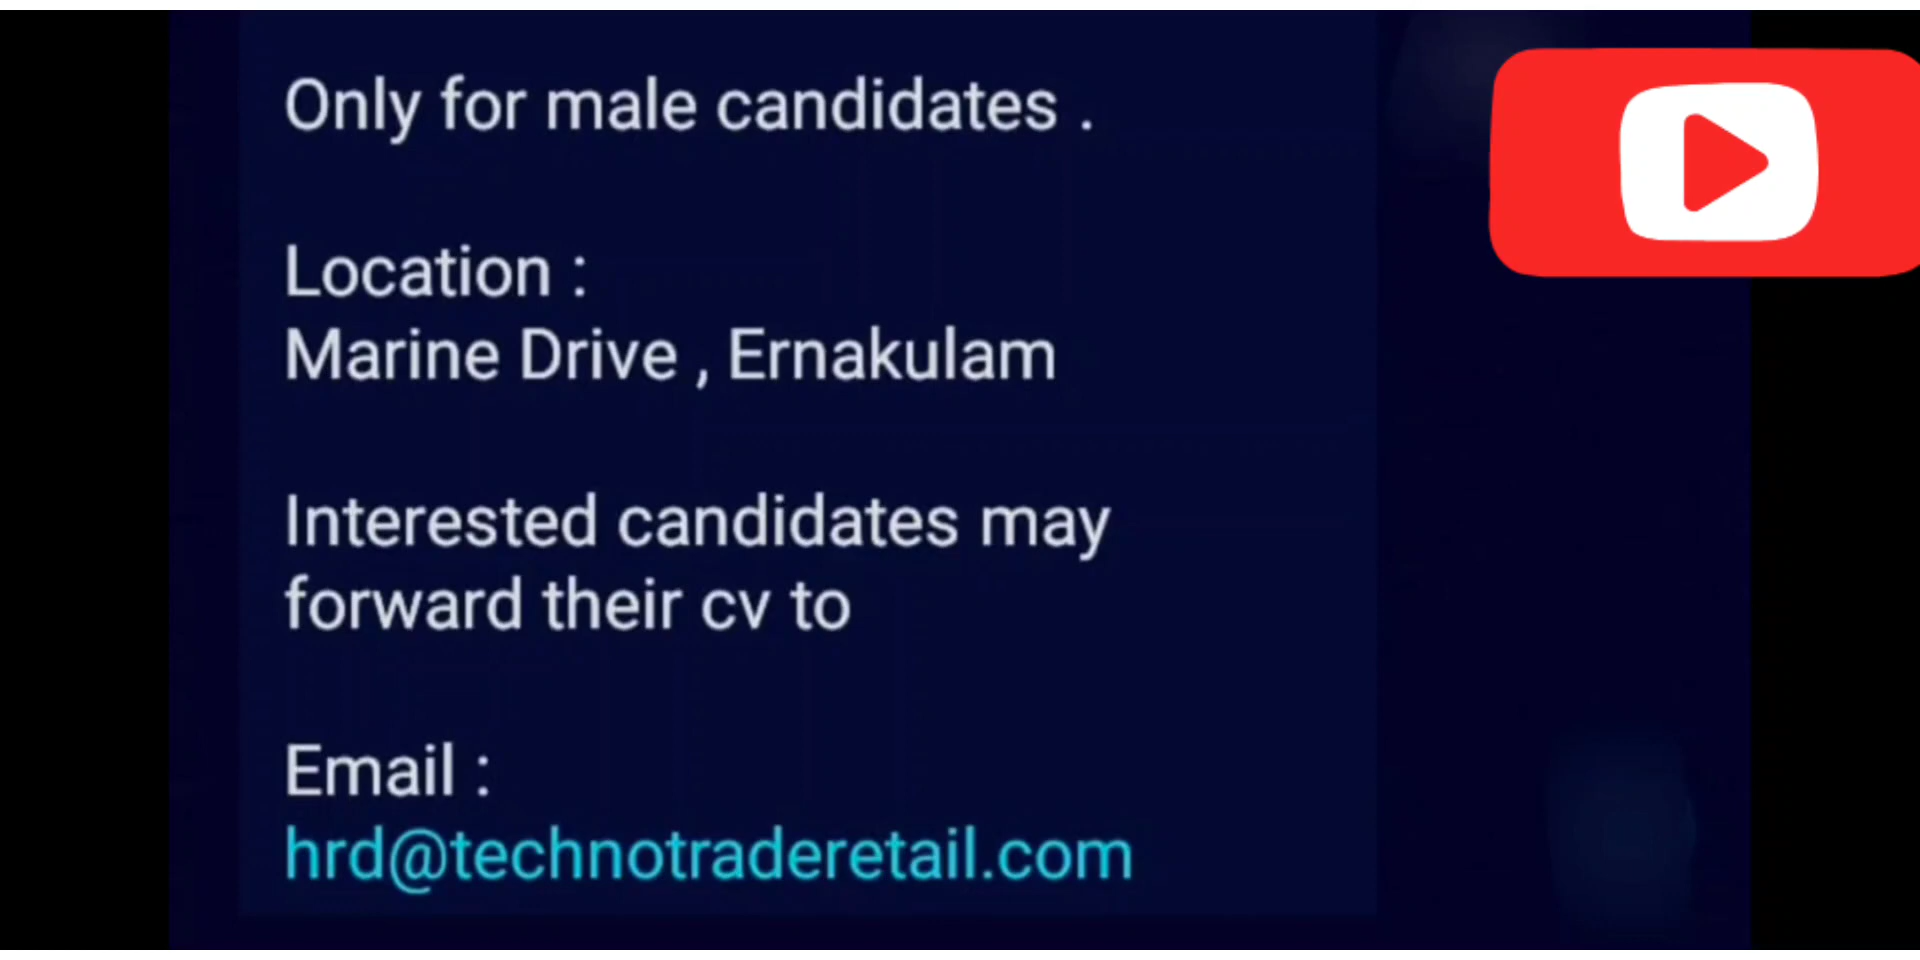 Only for male candidates .
Location :
Marine Drive , Ernakulam
Interested candidates may
forward their cv to
Email :
hrd@technotraderetail.com